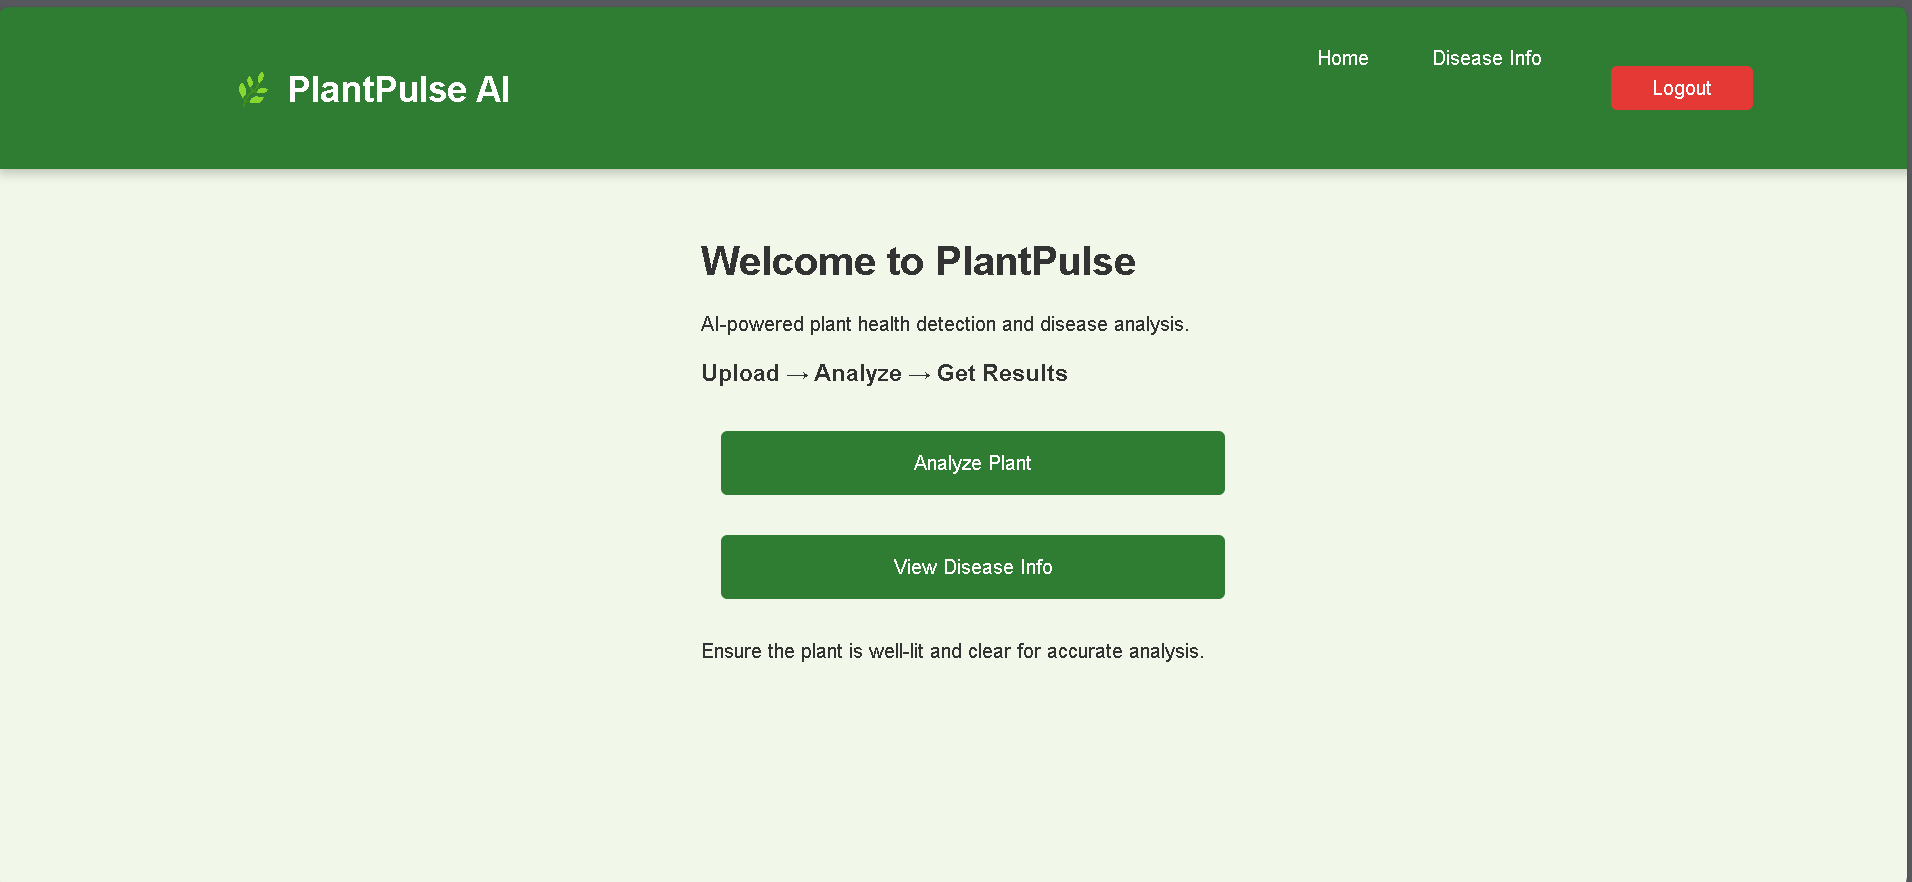 Home Disease Info
PlantPulse AI
Logout
Welcome to PlantPulse
AI-powered plant health detection and disease analysis.
Upload → Analyze → Get Results
Analyze Plant
View Disease Info
Ensure the plant is well-lit and clear for accurate analysis.